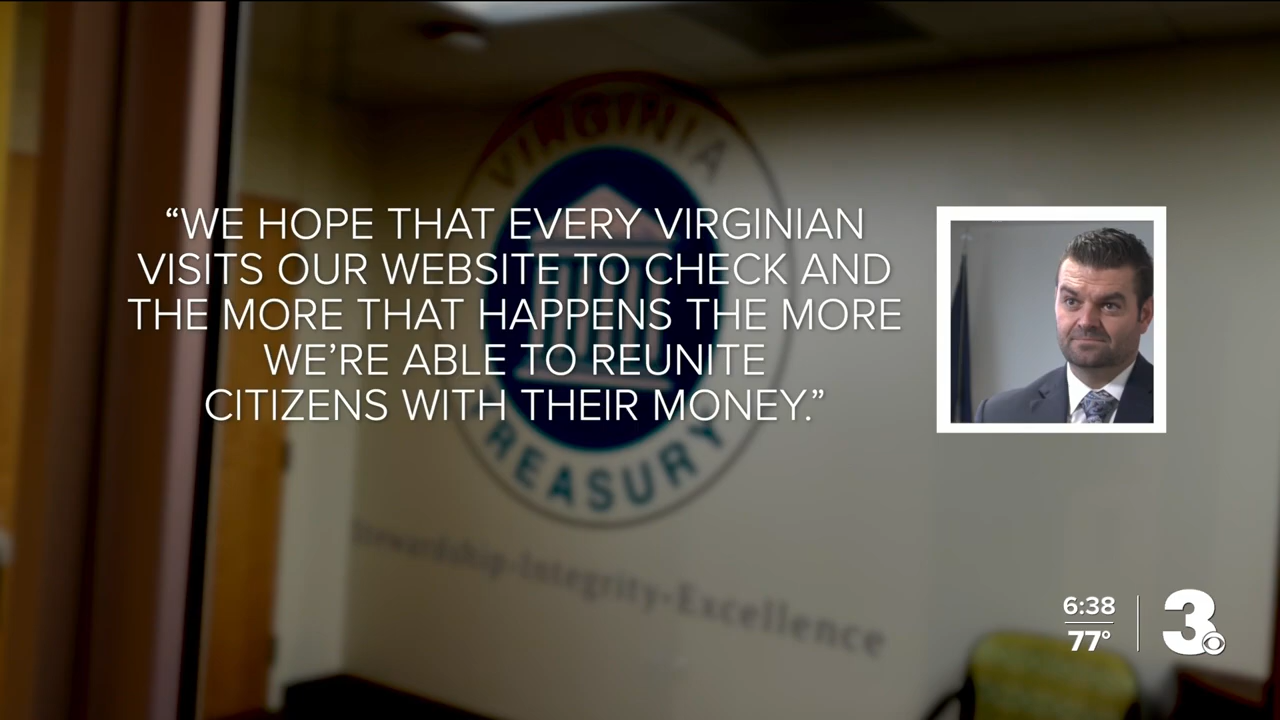 VIRGINIA
“WE HOPE THAT EVERY VIRGINIAN
VISITS OUR WEBSITE TO CHECK AND
THE MORE THAT HAPPENS THE MORE
WE’RE ABLE TO REUNITE
CITIZENS WITH THEIR MONEY.”
TREASURY
Stewardship-Integrity-Excellence
6:38
77°
3